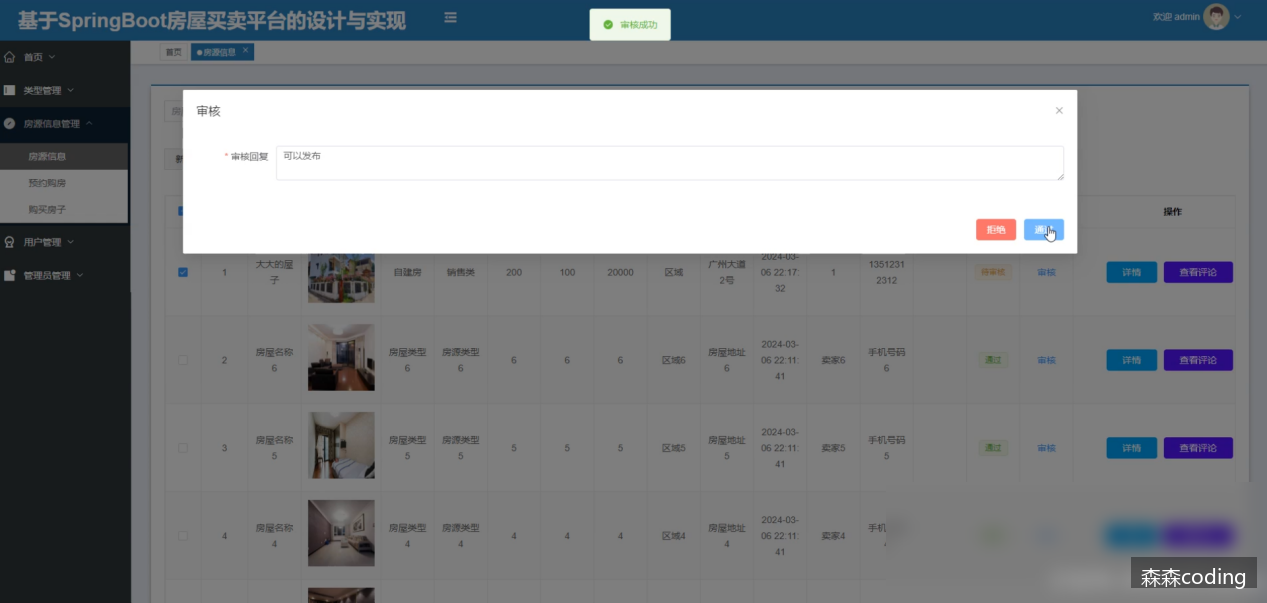 基于SpringBoot房屋买卖平台的设计与实现
审核成功
欢迎 admin
首页
类型管理
房源信息管理
房源信息
预约购房
购买房子
用户管理
管理员管理
首页
房源信息
审核
* 审核回复
可以发布
拒绝
操作
1
大大的屋
子
自建房
销售类
200
100
20000
区域
广州大道
2号
2024-03-
06 22:17:
32
1
1351231
2312
待审核
审核
详情
查看评论
2
房屋名称
6
房屋类型
6
房源类型
6
6
6
6
区域6
房屋地址
6
2024-03-
06 22:11:
41
卖家6
手机号码
6
通过
审核
详情
查看评论
3
房屋名称
5
房屋类型
5
房源类型
5
5
5
5
区域5
房屋地址
5
2024-03-
06 22:11:
41
卖家5
手机号码
5
通过
审核
详情
查看评论
4
房屋名称
4
房屋类型
4
房源类型
4
4
4
4
区域4
房屋地址
4
2024-03-
06 22:11:
41
卖家4
手机
森森coding